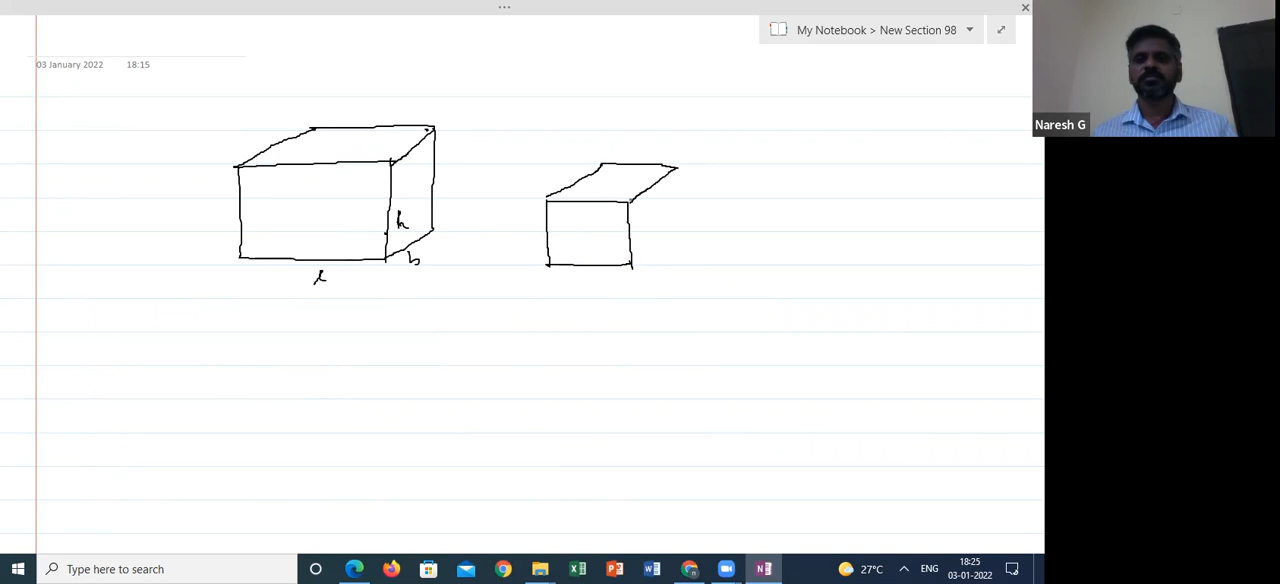 My Notebook > New Section 98
03 January 2022 18:15
Naresh G
h
b
l
Type here to search
27°C
ENG
18:25
03-01-2022